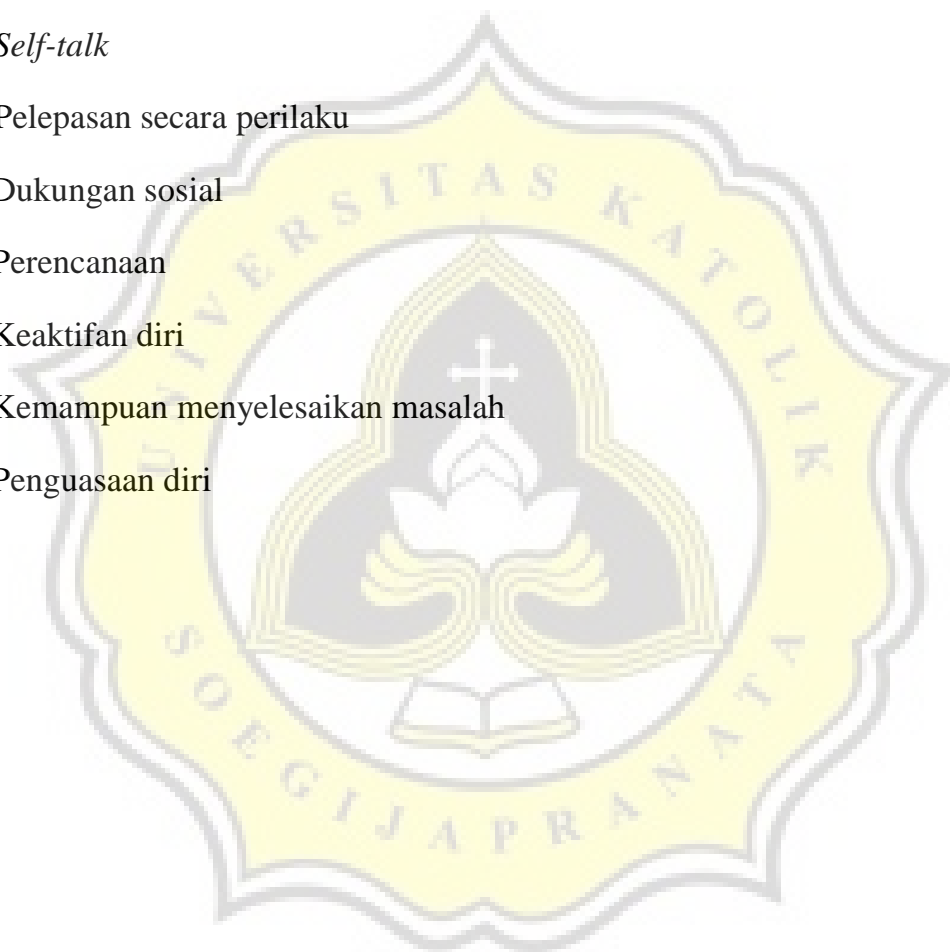 Self-talk
Pelepasan secara perilaku
Dukungan sosial
Perencanaan
Keaktifan diri
Kemampuan menyelesaikan masalah
Penguasaan diri
UNIVERSITAS KATOLIK
SOEGIJAPRANATA